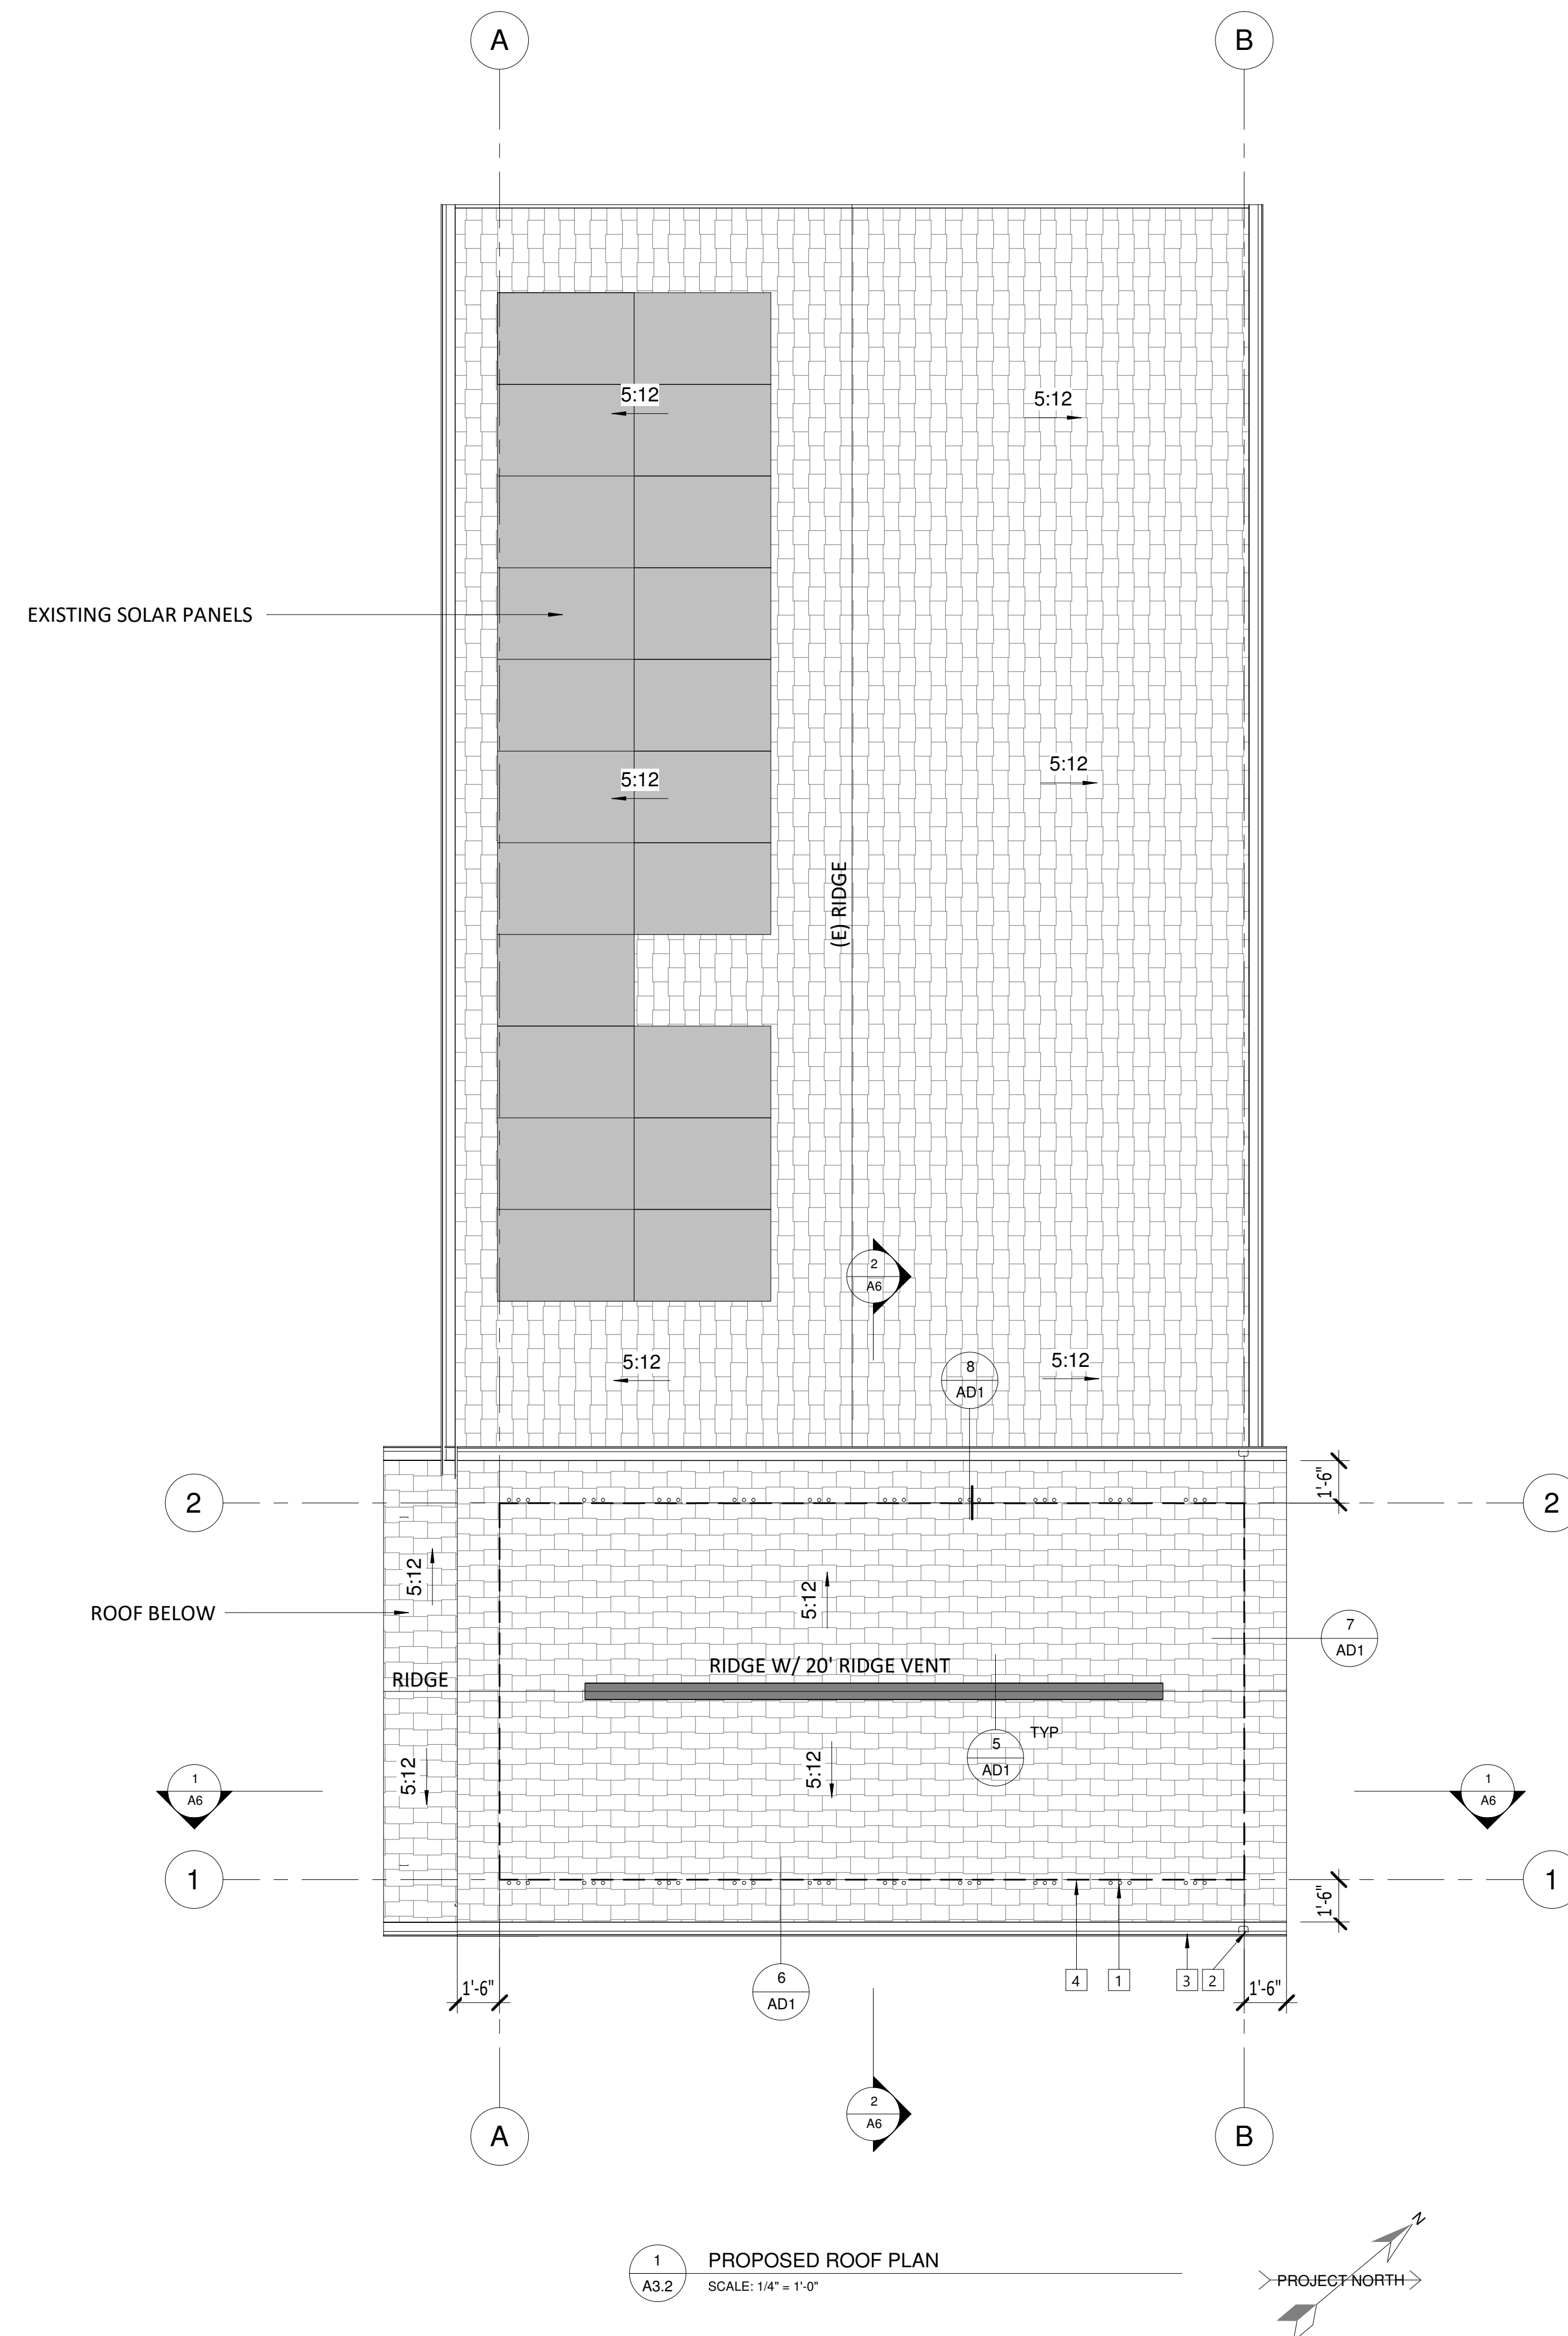 A
B
5:12
5:12
EXISTING SOLAR PANELS
5:12
5:12
(E) RIDGE
2
A6
5:12
5:12
8
AD1
1'-6"
2
2
5:12
5:12
ROOF BELOW
7
AD1
RIDGE
RIDGE W/ 20' RIDGE VENT
TYP
5
AD1
5:12
5:12
1
A6
1
A6
1
1
1'-6"
4
1
3
2
1'-6"
6
AD1
1'-6"
2
A6
A
B
1
A3.2
PROPOSED ROOF PLAN
SCALE: 1/4" = 1'-0"
N
PROJECT NORTH